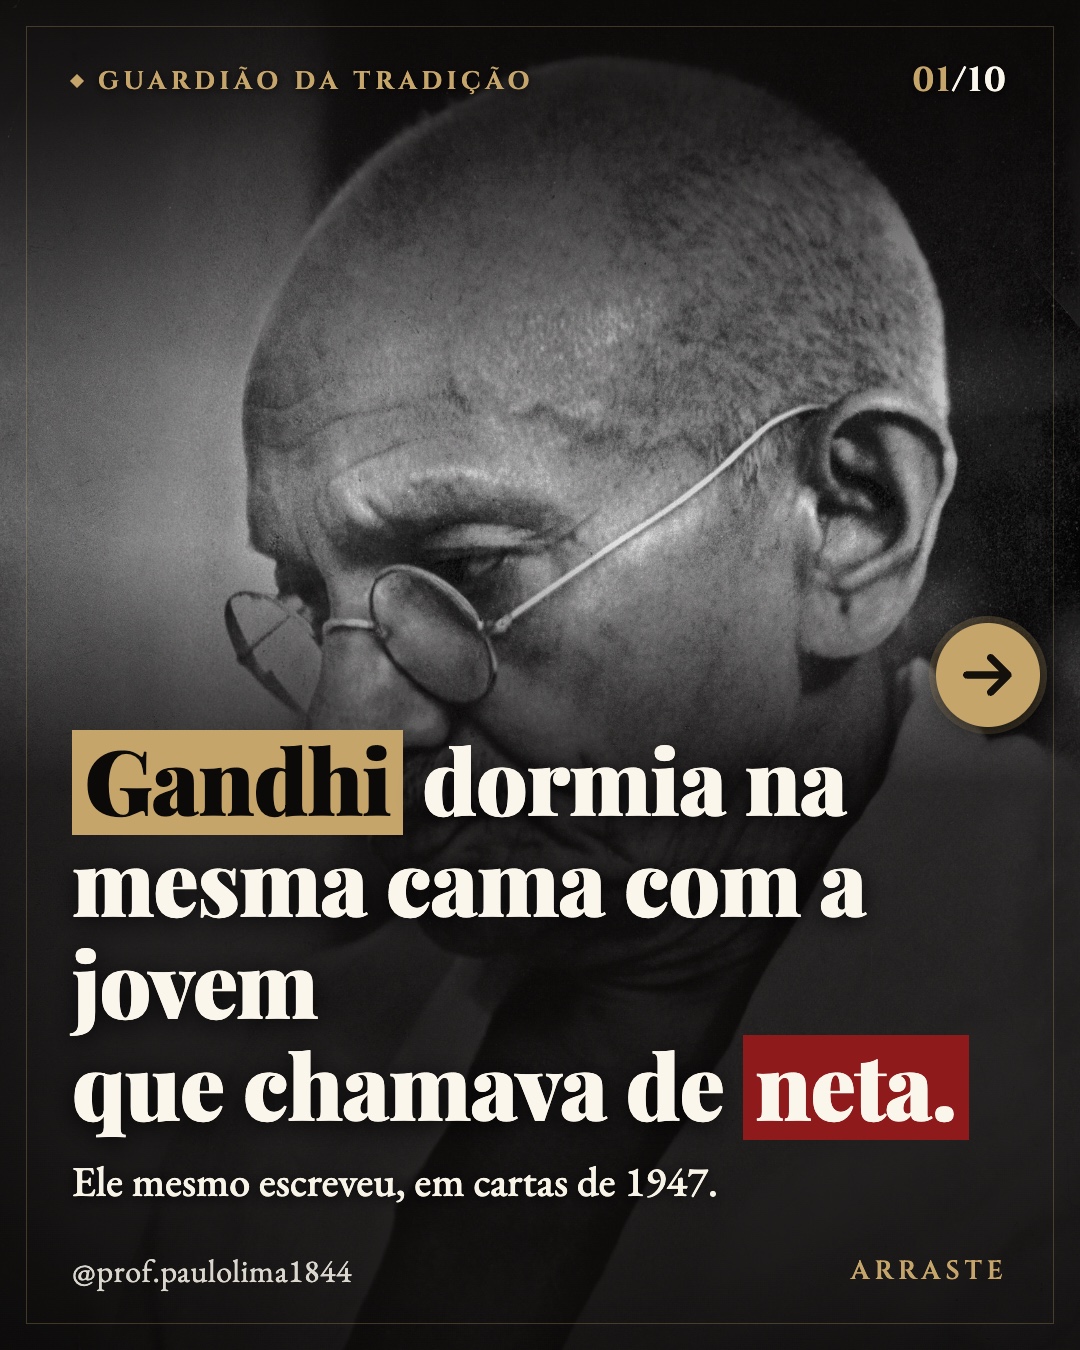 GUARDIÃO DA TRADIÇÃO
01/10
Gandhi dormia na
mesma cama com a
jovem
que chamava de neta.
Ele mesmo escreveu, em cartas de 1947.
@prof.paulolima1844
ARRASTE